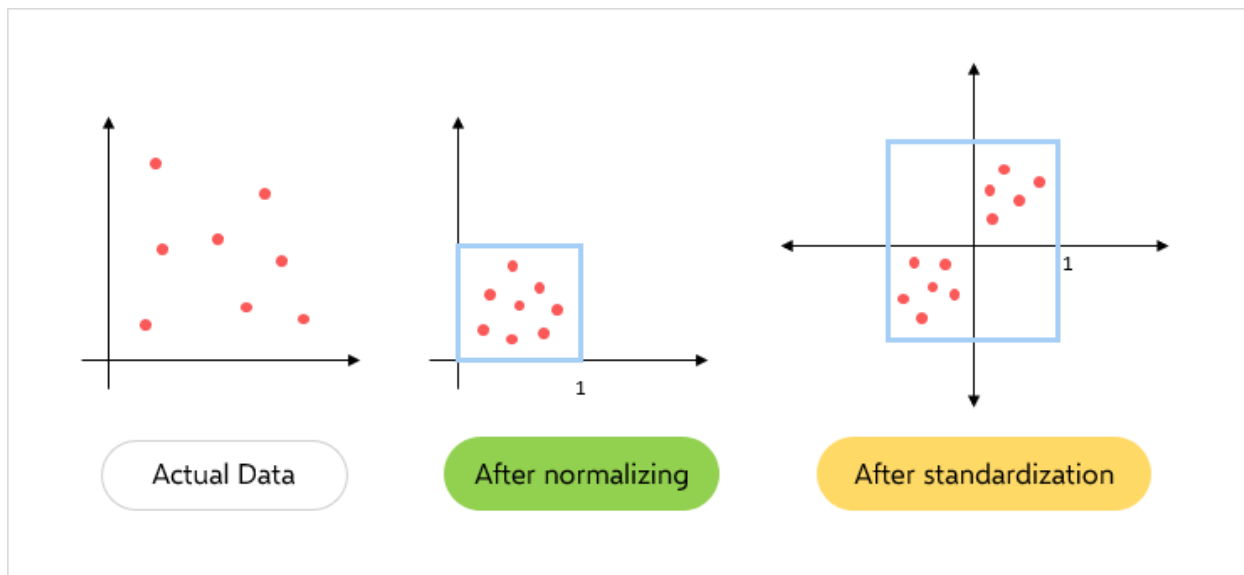 1
1
Actual Data
After normalizing
After standardization